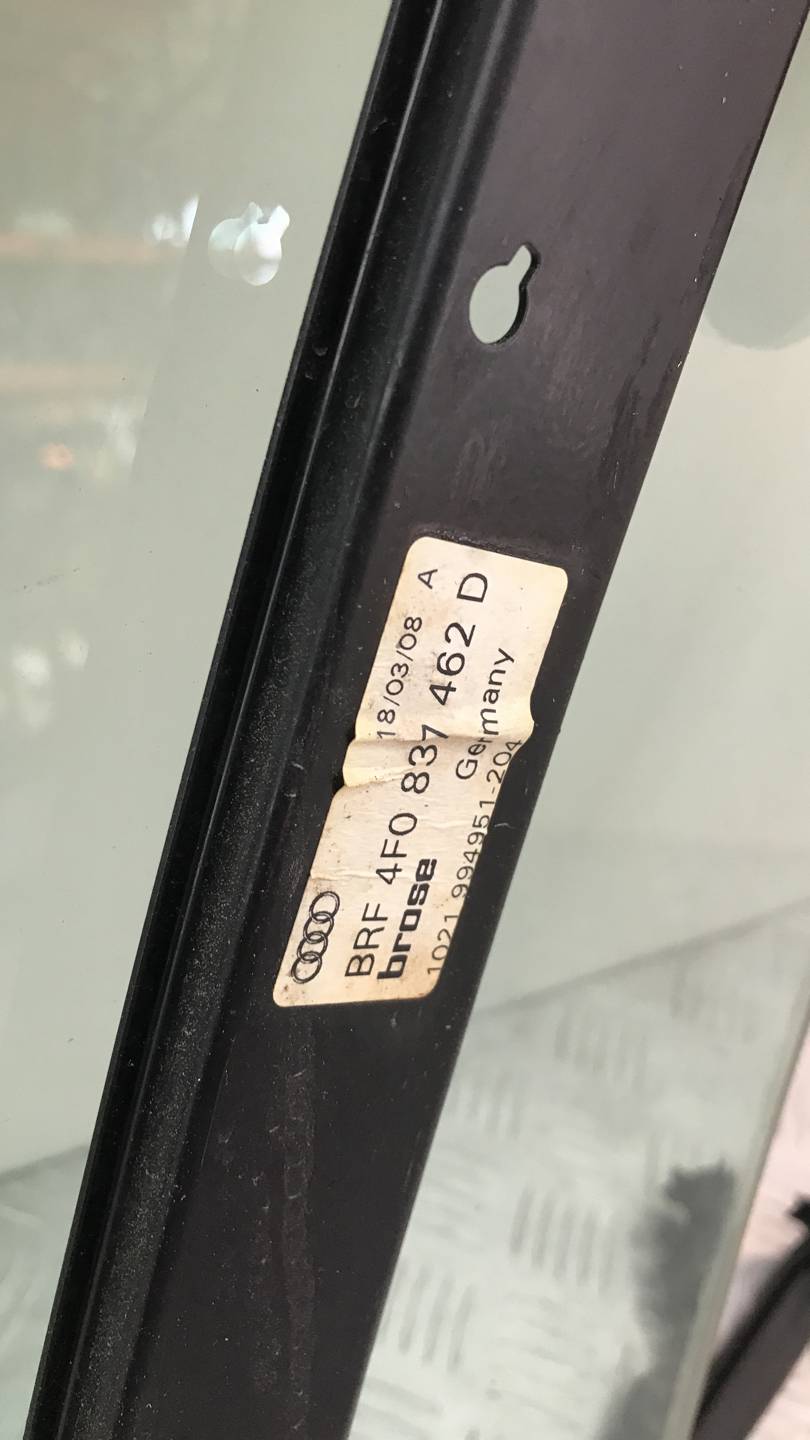 18/03/08 A
BRF 4F0 837 462 D
brose Germany
1021 994951-204